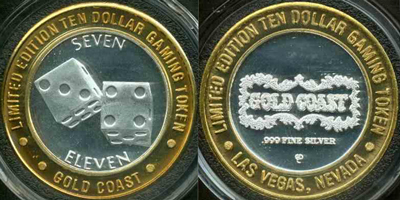 LIMITED EDITION TEN DOLLAR GAMING TOKEN
SEVEN
ELEVEN
• GOLD COAST •
LIMITED EDITION TEN DOLLAR GAMING TOKEN
GOLD COAST
.999 FINE SILVER
• LAS VEGAS, NEVADA •